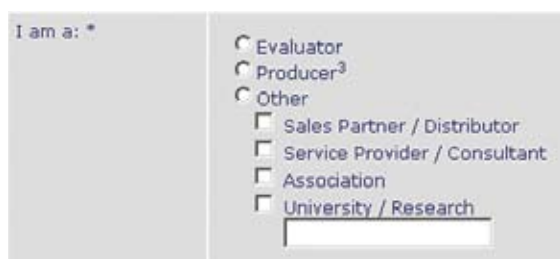 I am a: *
Evaluator
Producer³
Other
Sales Partner / Distributor
Service Provider / Consultant
Association
University / Research